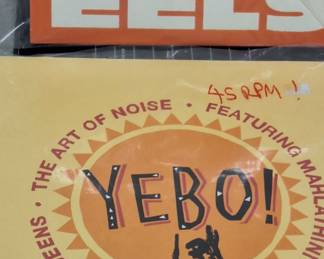 EELS
45 RPM !
EENS • THE ART OF NOISE • FEATURING MAHLATHINI
YEBO!